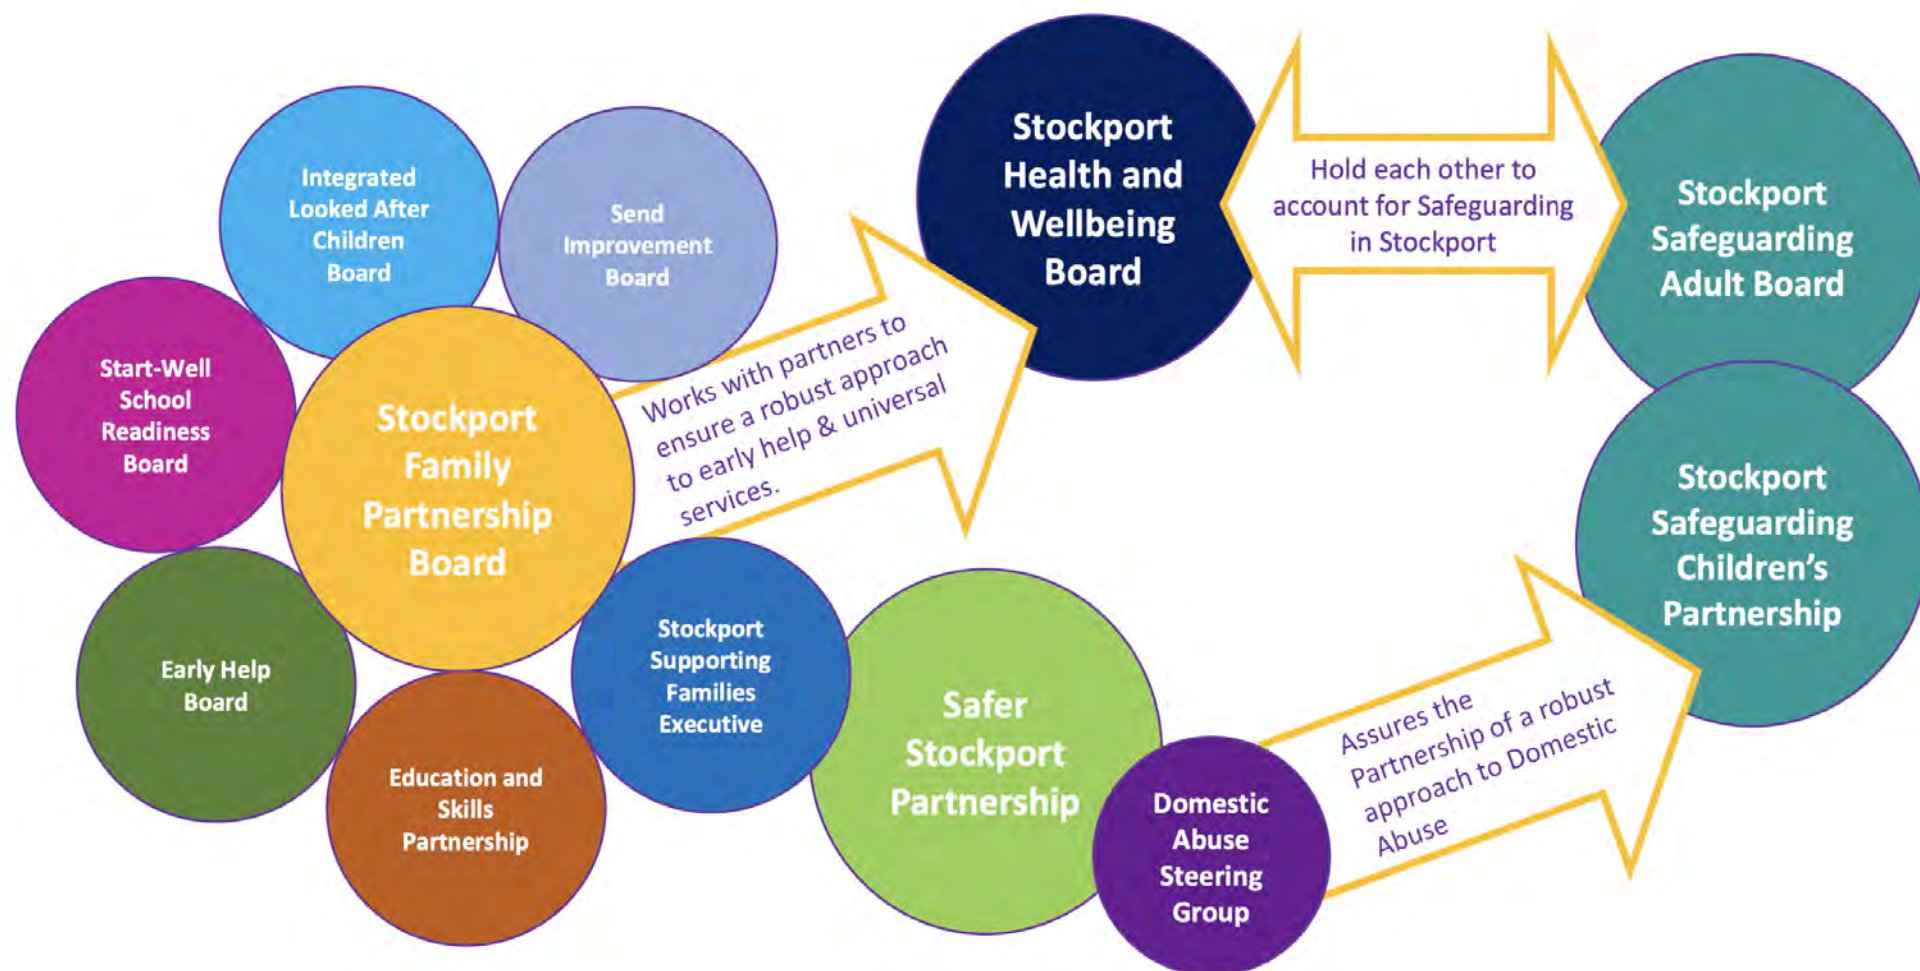 Integrated
Looked After
Children
Board
Send
Improvement
Board
Start-Well
School
Readiness
Board
Stockport
Family
Partnership
Board
Early Help
Board
Education and
Skills
Partnership
Stockport
Supporting
Families
Executive
Works with partners to
ensure a robust approach
to early help & universal
services.
Stockport
Health and
Wellbeing
Board
Hold each other to
account for Safeguarding
in Stockport
Stockport
Safeguarding
Adult Board
Stockport
Safeguarding
Children’s
Partnership
Safer
Stockport
Partnership
Domestic
Abuse
Steering
Group
Assures the
Partnership of a robust
approach to Domestic
Abuse